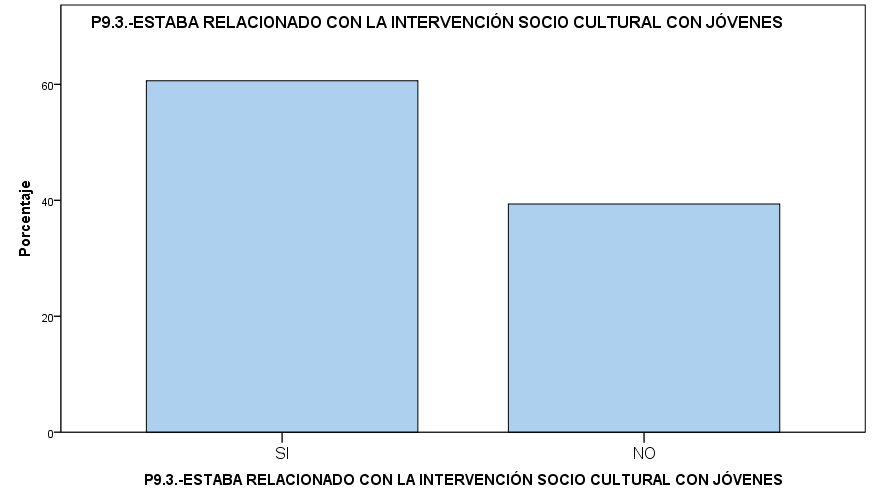 P9.3.-ESTABA RELACIONADO CON LA INTERVENCIÓN SOCIO CULTURAL CON JÓVENES
Porcentaje
60
40
20
0
SI
NO
P9.3.-ESTABA RELACIONADO CON LA INTERVENCIÓN SOCIO CULTURAL CON JÓVENES